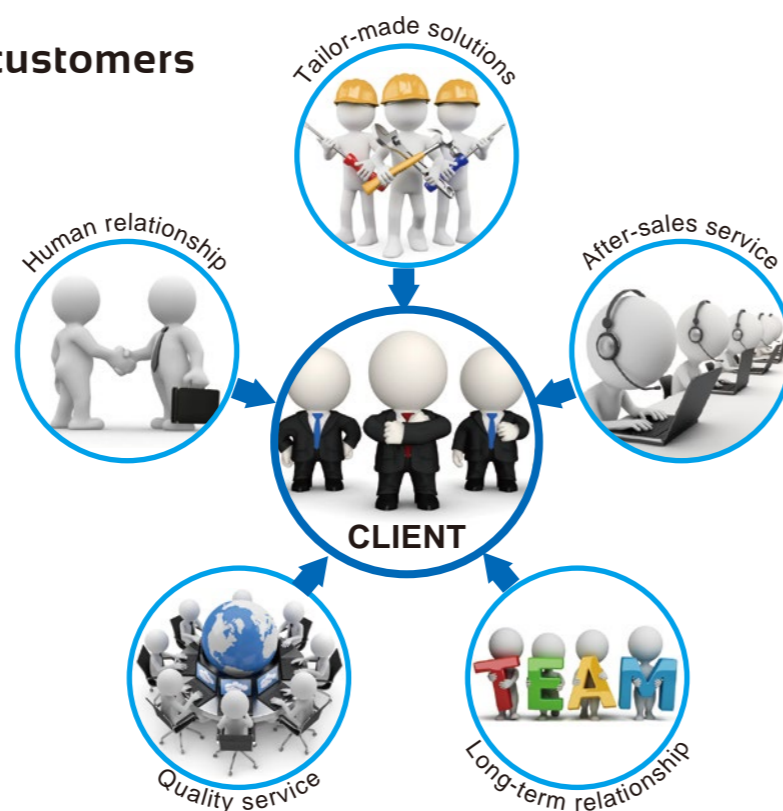 customers
Tailor-made solutions
Human relationship
After-sales service
CLIENT
TEAM
Quality service
Long-term relationship